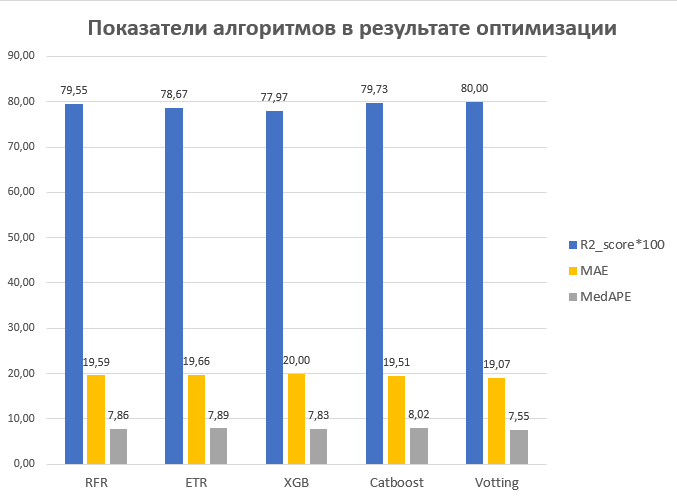 Показатели алгоритмов в результате оптимизации
90,00
80,00
70,00
60,00
50,00
40,00
30,00
20,00
10,00
0,00
79,55
19,59
7,86
78,67
19,66
7,89
77,97
20,00
7,83
79,73
19,51
8,02
80,00
19,07
7,55
RFR
ETR
XGB
Catboost
Votting
R2_score*100
MAE
MedAPE